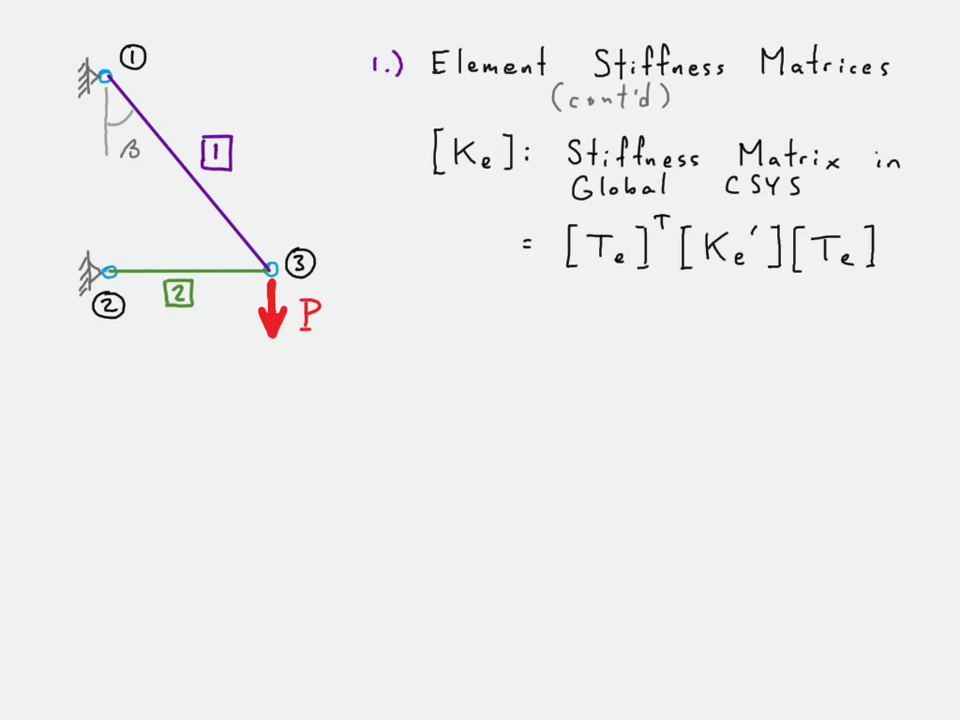 ①
1.) Element Stiffness Matrices
(cont'd)
β
1
[Ke]: Stiffness Matrix in
Global CSYS
= [Te]ᵀ[Ke′][Te]
③
2
②
P